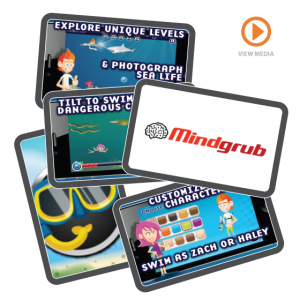 EXPLORE UNIQUE LEVELS
& PHOTOGRAPH
SEA LIFE
VIEW MEDIA
TILT TO SWIM
DANGEROUS
Mindgrub
CUSTOMIZE
CHARACTER
SWIM AS ZACH OR HALEY